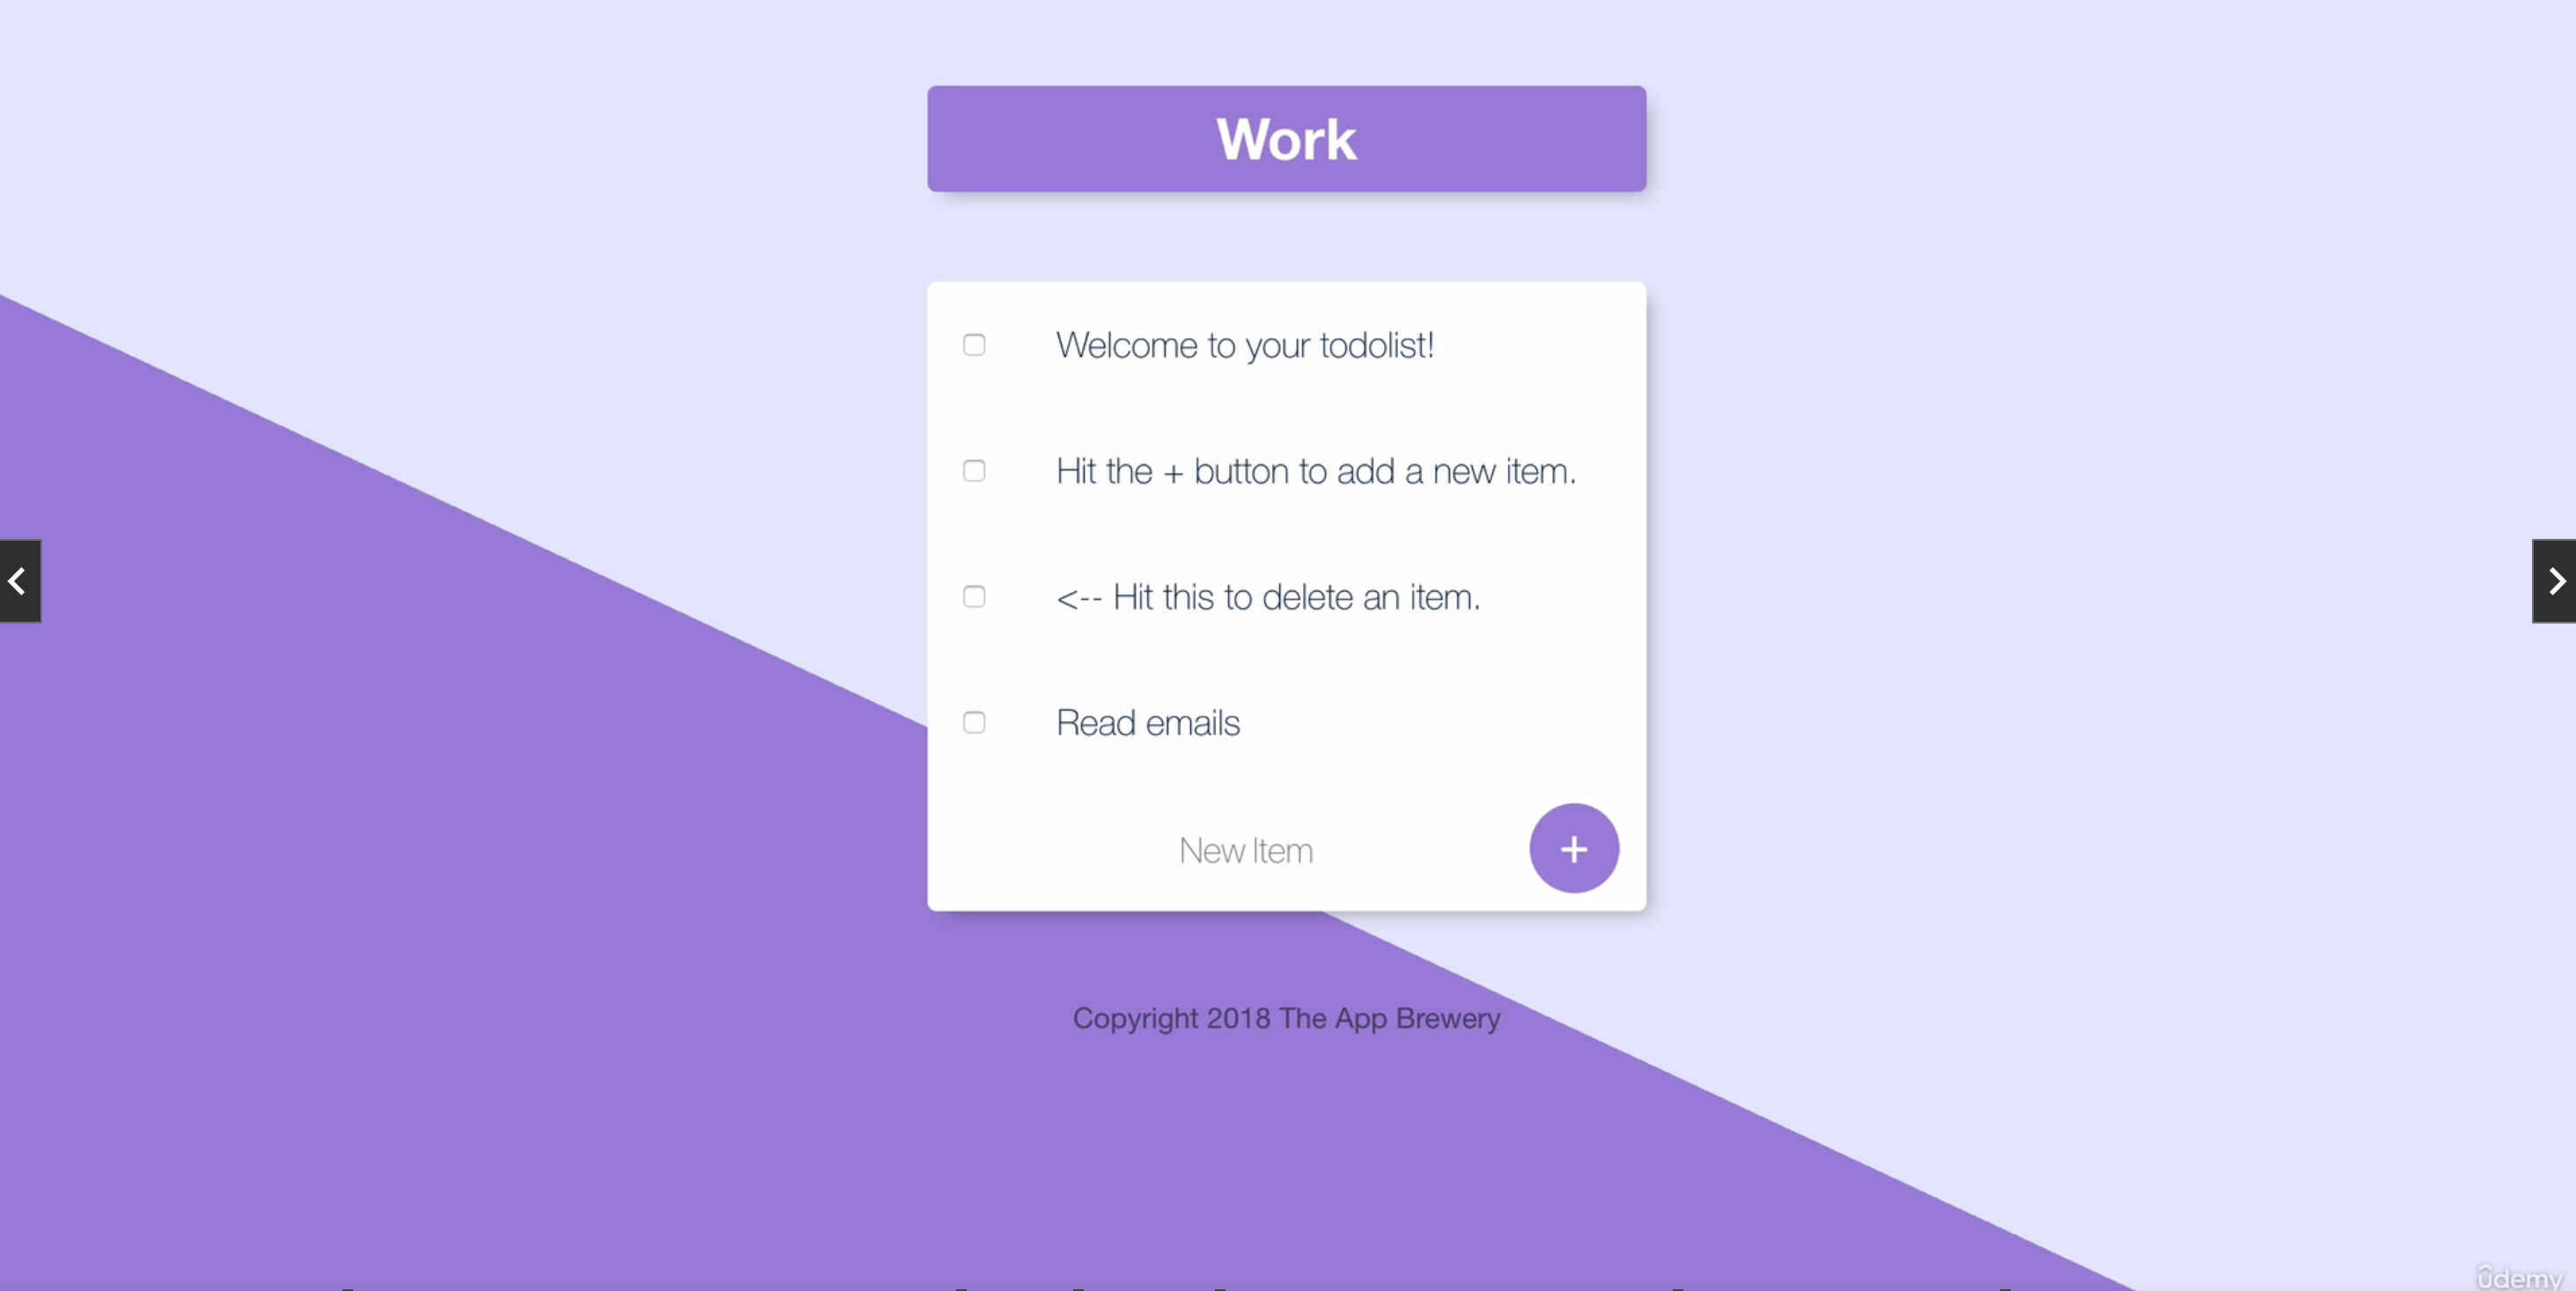 Work
Welcome to your todolist!
Hit the + button to add a new item.
<-- Hit this to delete an item.
Read emails
New Item
+
Copyright 2018 The App Brewery
ûdemy